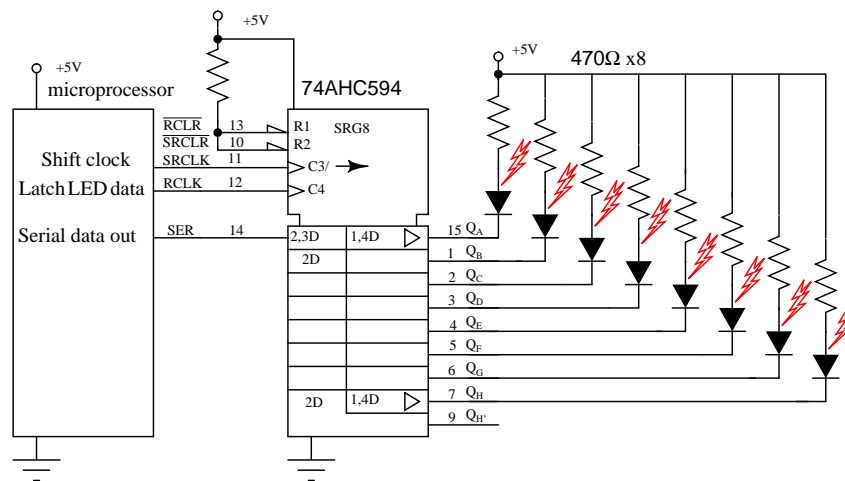 +5V
+5V
470Ω x8
+5V
microprocessor
74AHC594
RCLR 13 R1 SRG8
SRCLR 10 R2
Shift clock SRCLK 11 C3/
Latch LED data RCLK 12 C4
Serial data out SER 14 2,3D 1,4D 15 QA
2D 1 QB
2 QC
3 QD
4 QE
5 QF
6 QG
2D 1,4D 7 QH
9 QH'